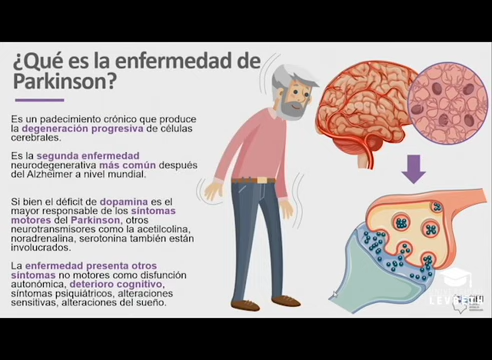 ¿Qué es la enfermedad de
Parkinson?
Es un padecimiento crónico que produce
la degeneración progresiva de células
cerebrales.
Es la segunda enfermedad
neurodegenerativa más común después
del Alzheimer a nivel mundial.
Si bien el déficit de dopamina es el
mayor responsable de los síntomas
motores del Parkinson, otros
neurotransmisores como la acetilcolina,
noradrenalina, serotonina también están
involucrados.
La enfermedad presenta otros
síntomas no motores como disfunción
autonómica, deterioro cognitivo,
síntomas psiquiátricos, alteraciones
sensitivas, alteraciones del sueño.